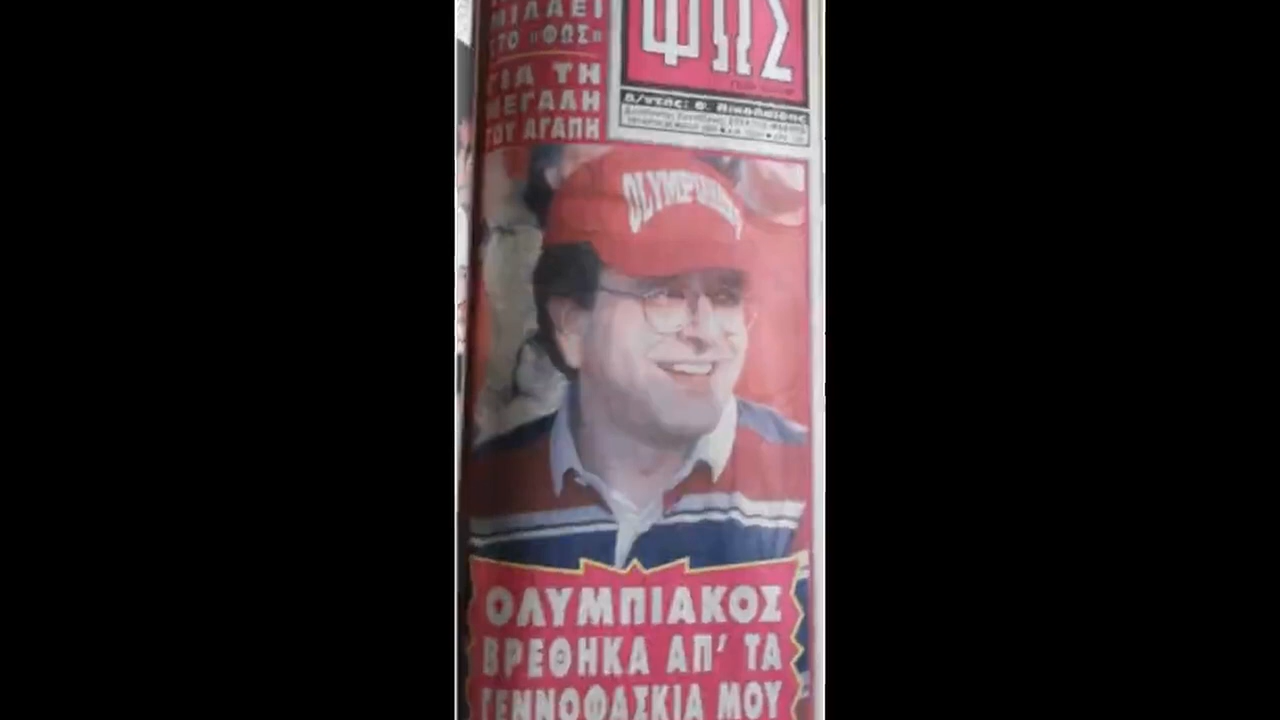 ΜΙΛΑΕΙ
ΣΤΟ «ΦΩΣ»
ΓΙΑ ΤΗ
ΜΕΓΑΛΗ
ΤΟΥ ΑΓΑΠΗ
ΦΩΣ
OLYMPIAKOS
ΟΛΥΜΠΙΑΚΟΣ
ΒΡΕΘΗΚΑ ΑΠ' ΤΑ
ΓΕΝΝΟΦΑΣΚΙΑ ΜΟΥ